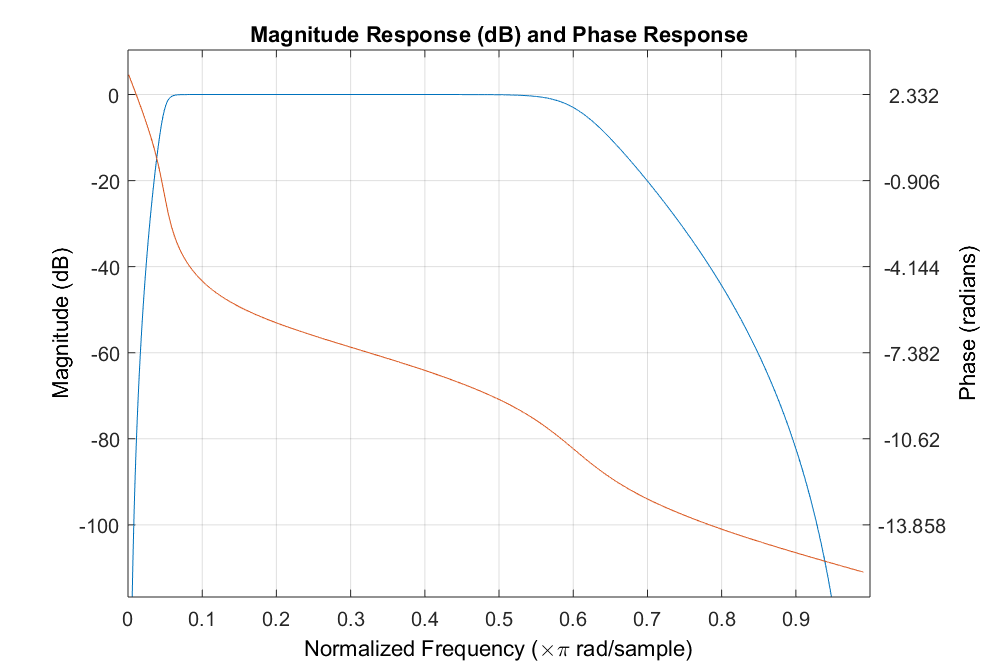 Magnitude Response (dB) and Phase Response
0
-20
-40
-60
-80
-100
Magnitude (dB)
2.332
-0.906
-4.144
-7.382
-10.62
-13.858
Phase (radians)
0 0.1 0.2 0.3 0.4 0.5 0.6 0.7 0.8 0.9
Normalized Frequency (×π rad/sample)